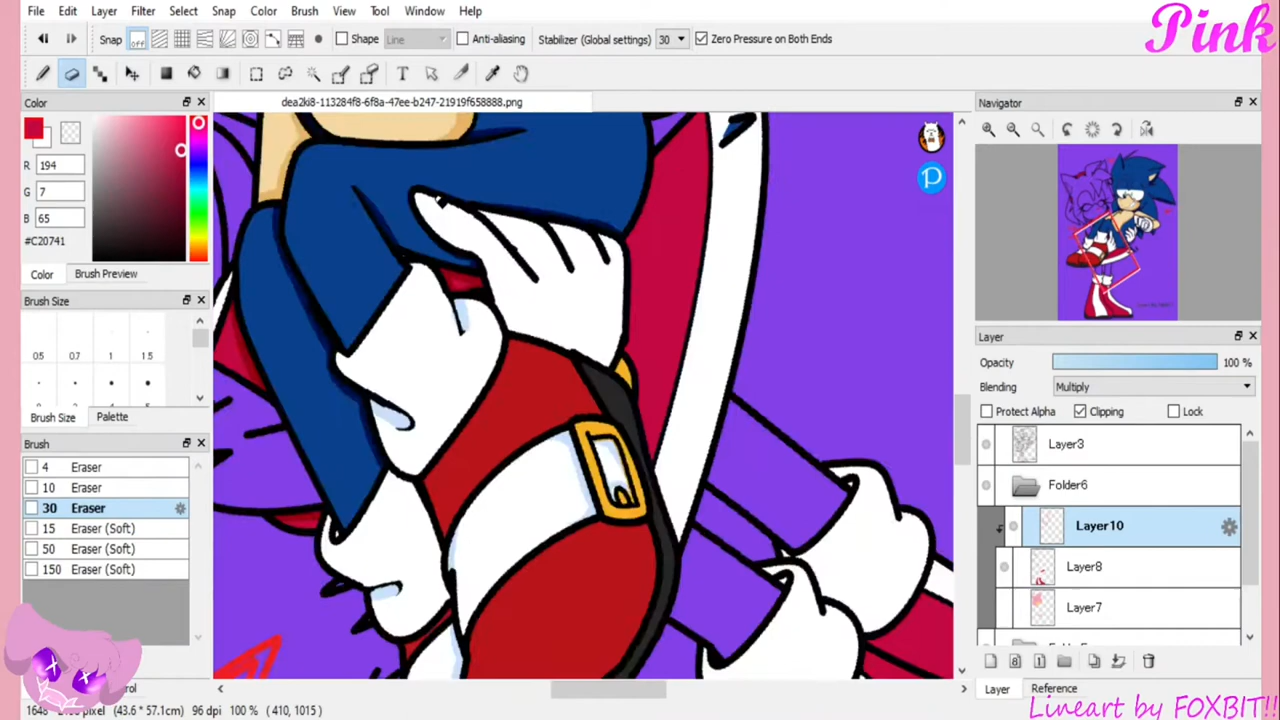 File Edit Layer Filter Select Snap Color Brush View Tool Window Help
Pink
Snap off Shape Line Anti-aliasing Stabilizer (Global settings) 30 Zero Pressure on Both Ends
Color
dea2ki8-113284f8-6f8a-47ee-b247-21919f658888.png
Navigator
R 194
G 7
B 65
#C20741
Color Brush Preview
Brush Size
0.5 0.7 1 1.5
Brush Size Palette
Brush
4 Eraser
10 Eraser
30 Eraser
15 Eraser (Soft)
50 Eraser (Soft)
150 Eraser (Soft)
P
Layer
Opacity 100 %
Blending Multiply
Protect Alpha Clipping Lock
Layer3
Folder6
Layer10
Layer8
Layer7
Layer Reference
pixel (43.6 * 57.1cm) 96 dpi 100 % ( 410, 1015)
Lineart by FOXBIT!!